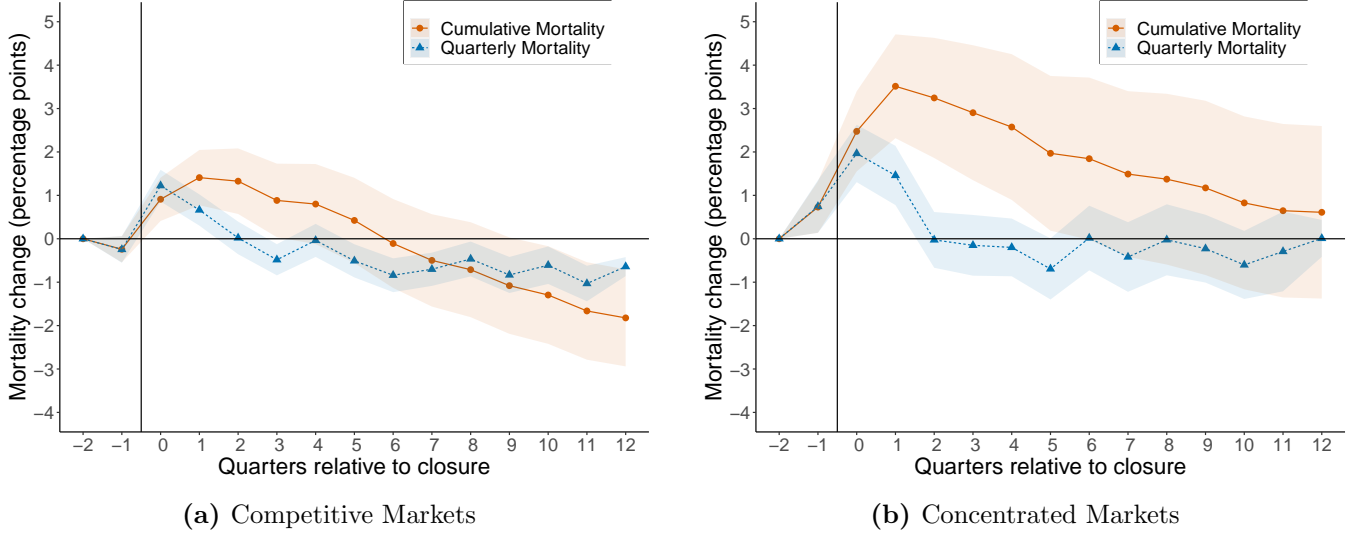 Mortality change (percentage points)
5
4
3
2
1
0
−1
−2
−3
−4
Cumulative Mortality
Quarterly Mortality
−2 −1 0 1 2 3 4 5 6 7 8 9 10 11 12
Quarters relative to closure
(a) Competitive Markets
Mortality change (percentage points)
5
4
3
2
1
0
−1
−2
−3
−4
Cumulative Mortality
Quarterly Mortality
−2 −1 0 1 2 3 4 5 6 7 8 9 10 11 12
Quarters relative to closure
(b) Concentrated Markets